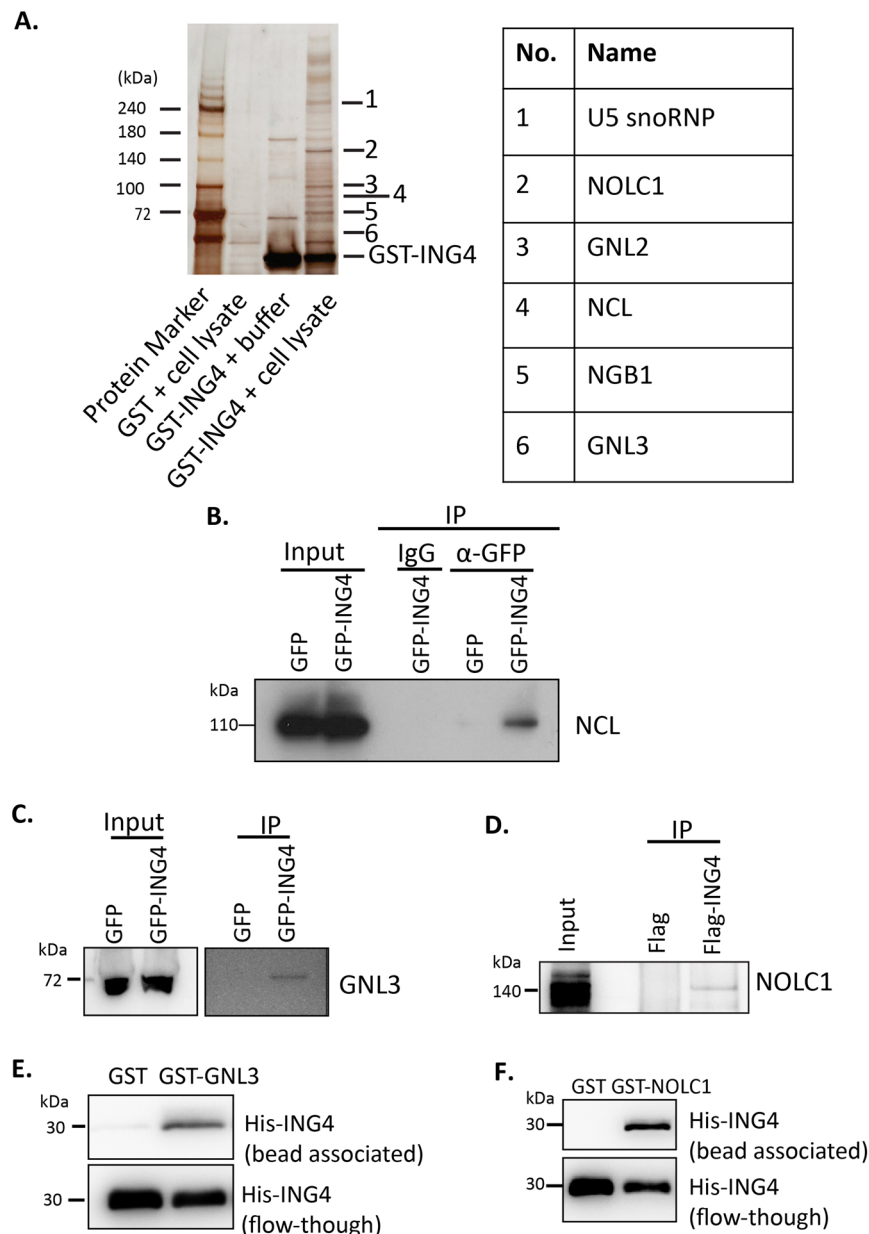 A.
(kDa)
240
180
140
100
72
1
2
3
4
5
6
GST-ING4
Protein Marker
GST + cell lysate
GST-ING4 + buffer
GST-ING4 + cell lysate
No. Name
1 U5 snoRNP
2 NOLC1
3 GNL2
4 NCL
5 NGB1
6 GNL3
B.
IP
Input IgG α-GFP
GFP GFP-ING4 GFP-ING4 GFP GFP-ING4
kDa
110
NCL
C.
Input IP
GFP GFP-ING4 GFP GFP-ING4
kDa
72
GNL3
D.
IP
Input Flag Flag-ING4
kDa
140
NOLC1
E.
GST GST-GNL3
kDa
30
His-ING4
(bead associated)
30
His-ING4
(flow-though)
F.
GST GST-NOLC1
kDa
30
His-ING4
(bead associated)
30
His-ING4
(flow-though)